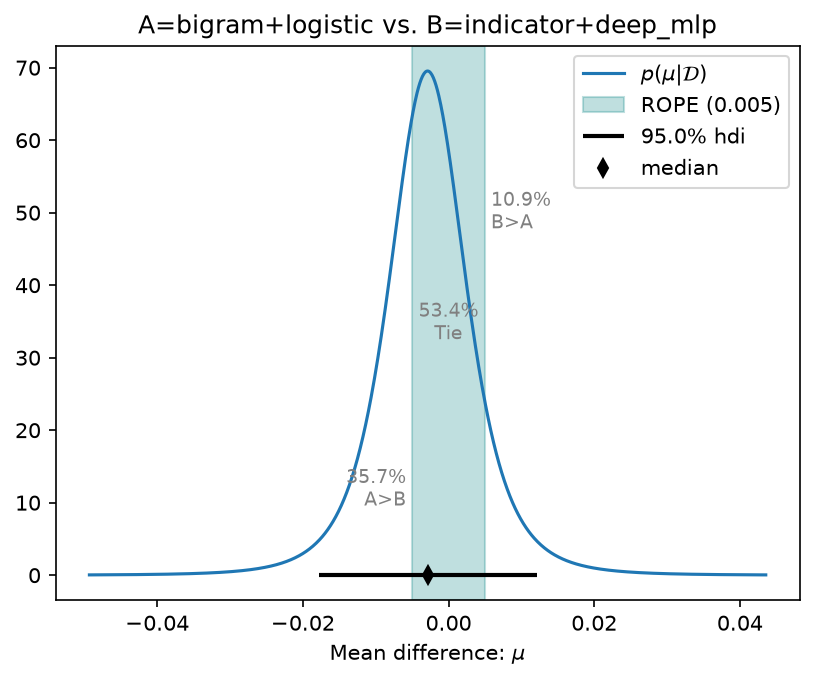 A=bigram+logistic vs. B=indicator+deep_mlp
70
60
50
40
30
20
10
0
p(μ|𝒟)
ROPE (0.005)
95.0% hdi
median
10.9%
B>A
53.4%
Tie
35.7%
A>B
−0.04
−0.02
0.00
0.02
0.04
Mean difference: μ